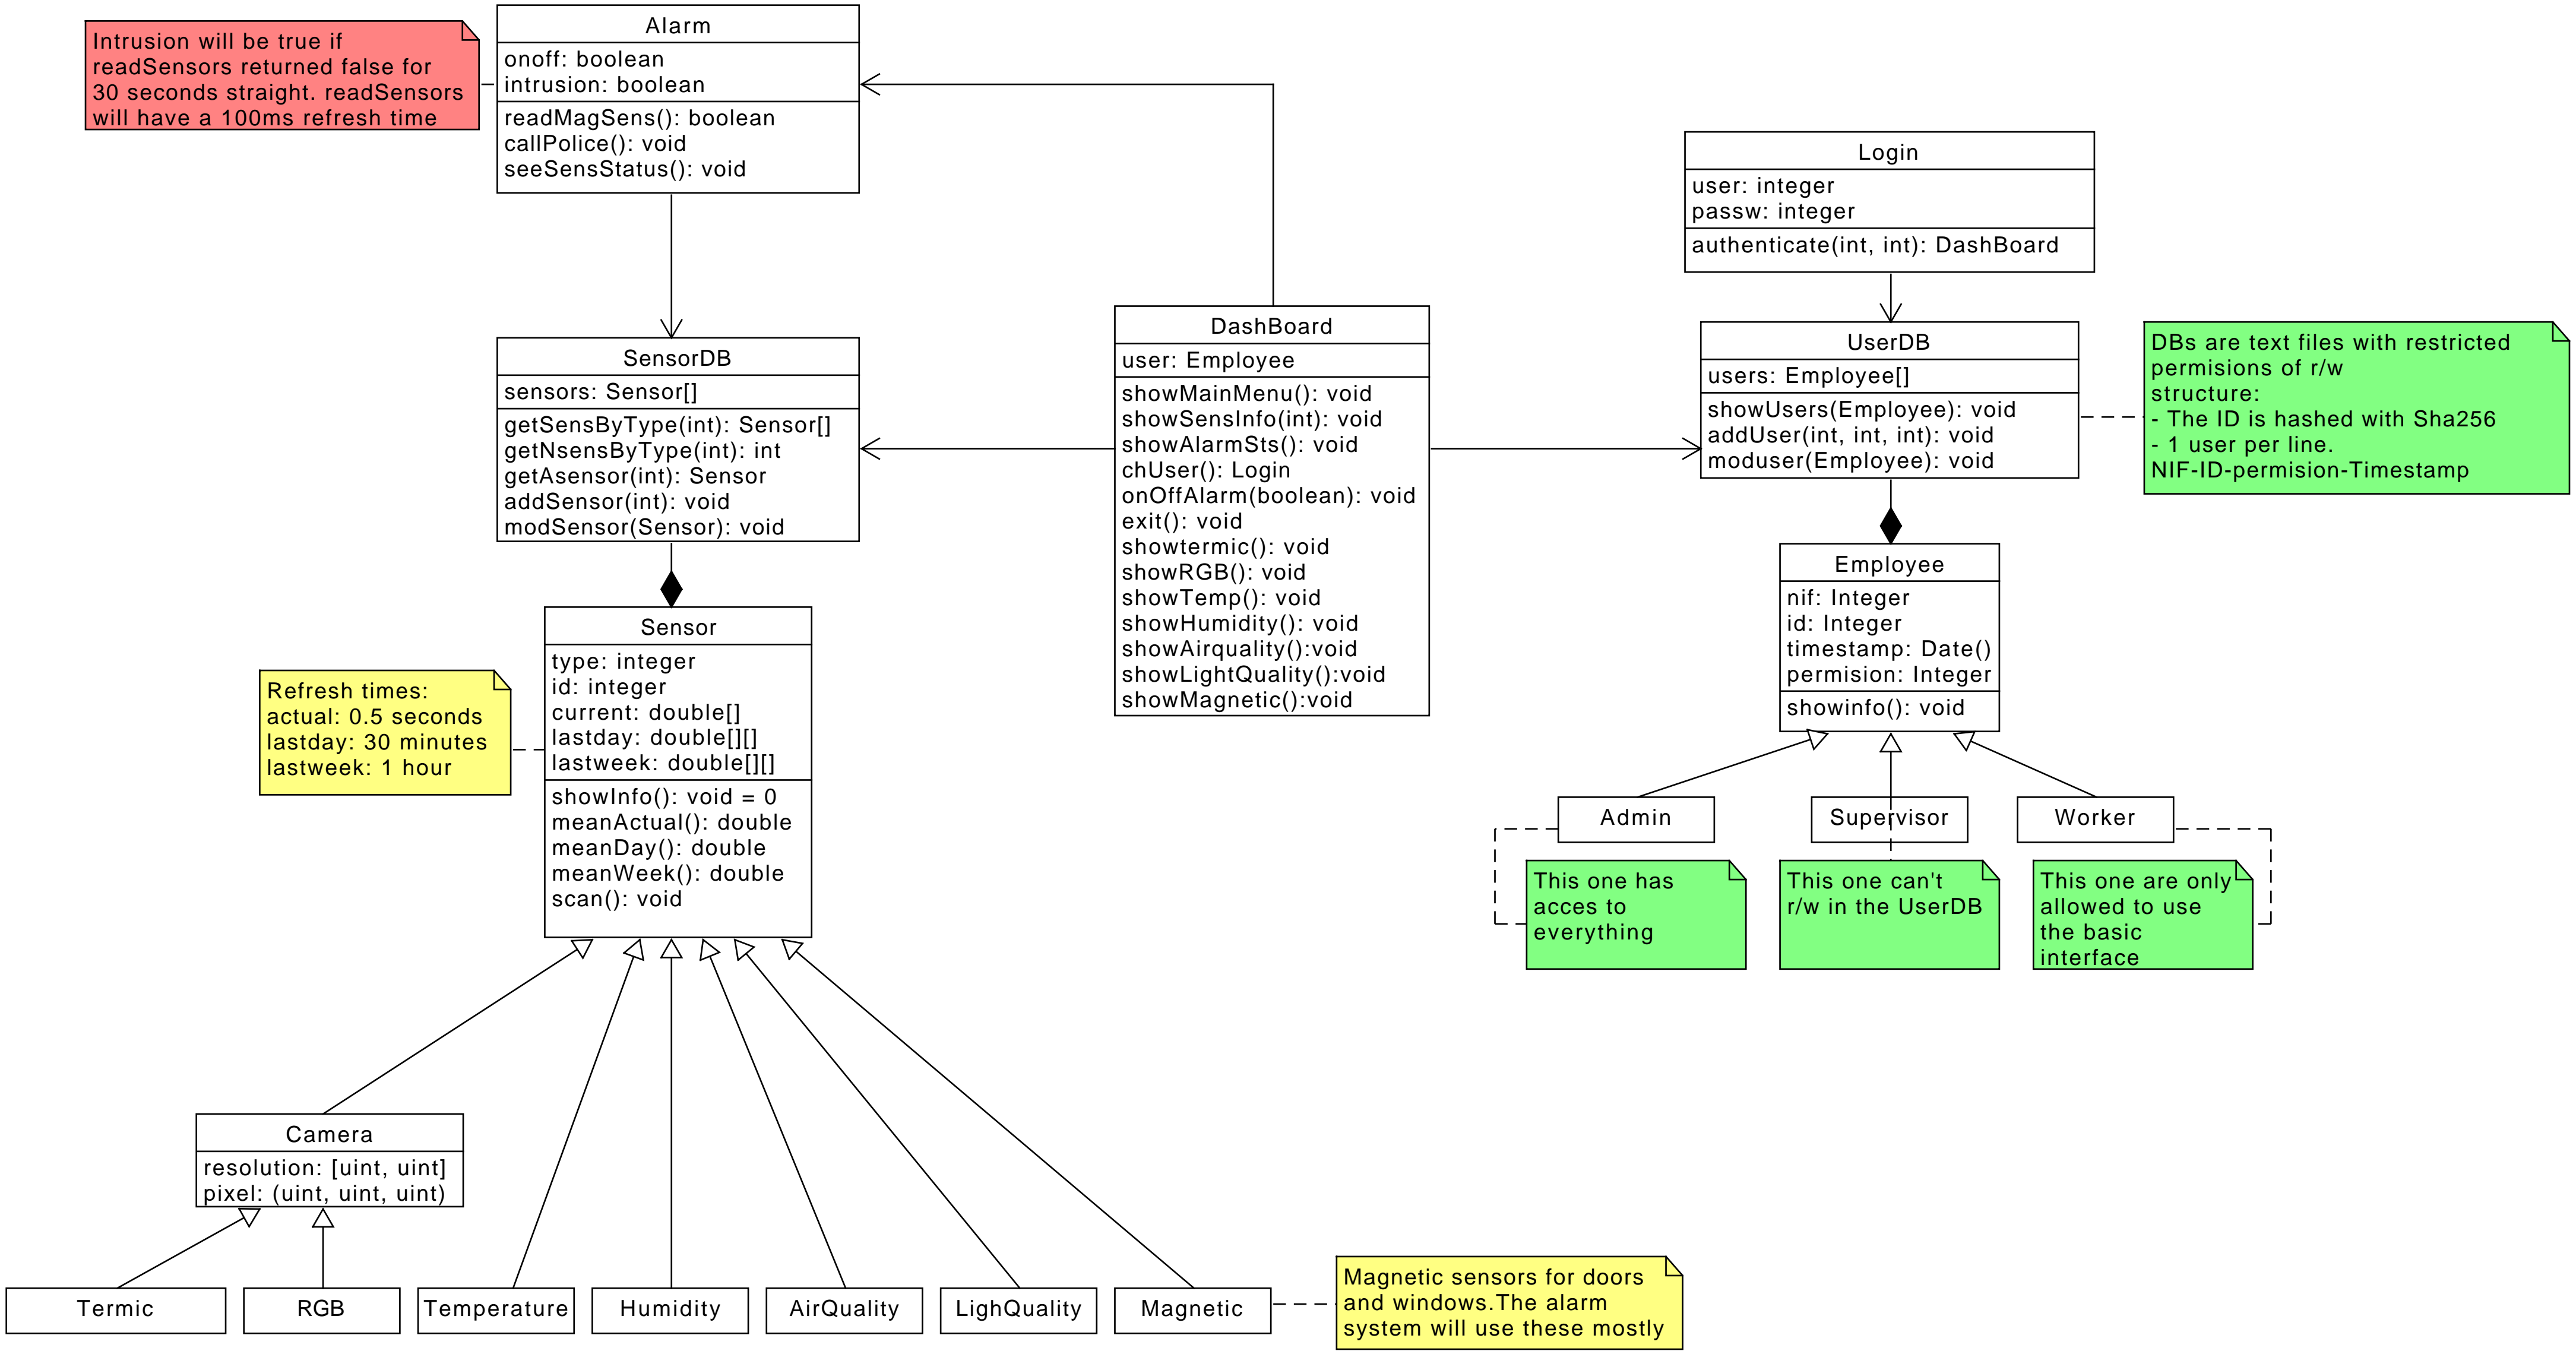 Intrusion will be true if
readSensors returned false for
30 seconds straight. readSensors
will have a 100ms refresh time
Alarm
onoff: boolean
intrusion: boolean
readMagSens(): boolean
callPolice(): void
seeSensStatus(): void
Login
user: integer
passw: integer
authenticate(int, int): DashBoard
SensorDB
sensors: Sensor[]
getSensByType(int): Sensor[]
getNsensByType(int): int
getAsensor(int): Sensor
addSensor(int): void
modSensor(Sensor): void
DashBoard
user: Employee
showMainMenu(): void
showSensInfo(int): void
showAlarmSts(): void
chUser(): Login
onOffAlarm(boolean): void
exit(): void
showtermic(): void
showRGB(): void
showTemp(): void
showHumidity(): void
showAirquality():void
showLightQuality():void
showMagnetic():void
UserDB
users: Employee[]
showUsers(Employee): void
addUser(int, int, int): void
moduser(Employee): void
DBs are text files with restricted
permisions of r/w
structure:
- The ID is hashed with Sha256
- 1 user per line.
NIF-ID-permision-Timestamp
Employee
nif: Integer
id: Integer
timestamp: Date()
permision: Integer
showinfo(): void
Refresh times:
actual: 0.5 seconds
lastday: 30 minutes
lastweek: 1 hour
Sensor
type: integer
id: integer
current: double[]
lastday: double[][]
lastweek: double[][]
showInfo(): void = 0
meanActual(): double
meanDay(): double
meanWeek(): double
scan(): void
Admin
Supervisor
Worker
This one has
acces to
everything
This one can't
r/w in the UserDB
This one are only
allowed to use
the basic
interface
Camera
resolution: [uint, uint]
pixel: (uint, uint, uint)
Termic
RGB
Temperature
Humidity
AirQuality
LighQuality
Magnetic
Magnetic sensors for doors
and windows.The alarm
system will use these mostly